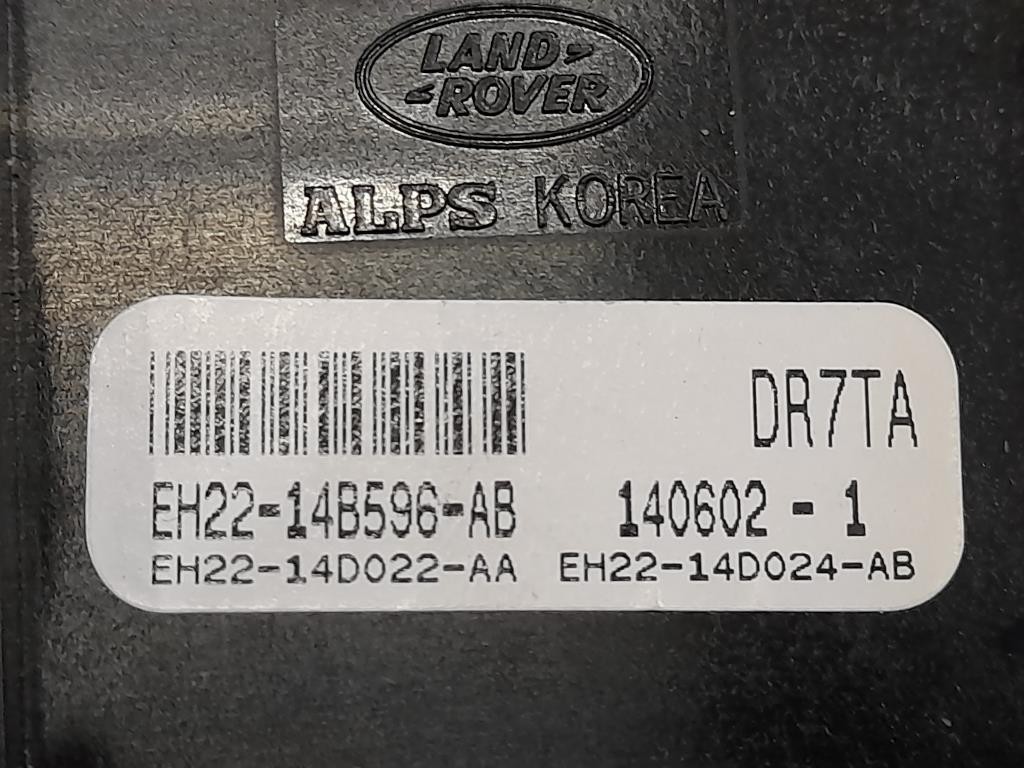 LAND
ROVER
ALPS KOREA
DR7TA
EH22-14B596-AB 140602 - 1
EH22-14D022-AA EH22-14D024-AB